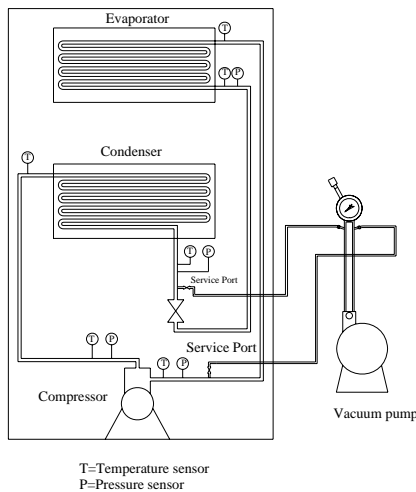 Evaporator
T
T P
Condenser
T
T P
Service Port
T P
T P
Service Port
Compressor
Vacuum pump
T=Temperature sensor
P=Pressure sensor